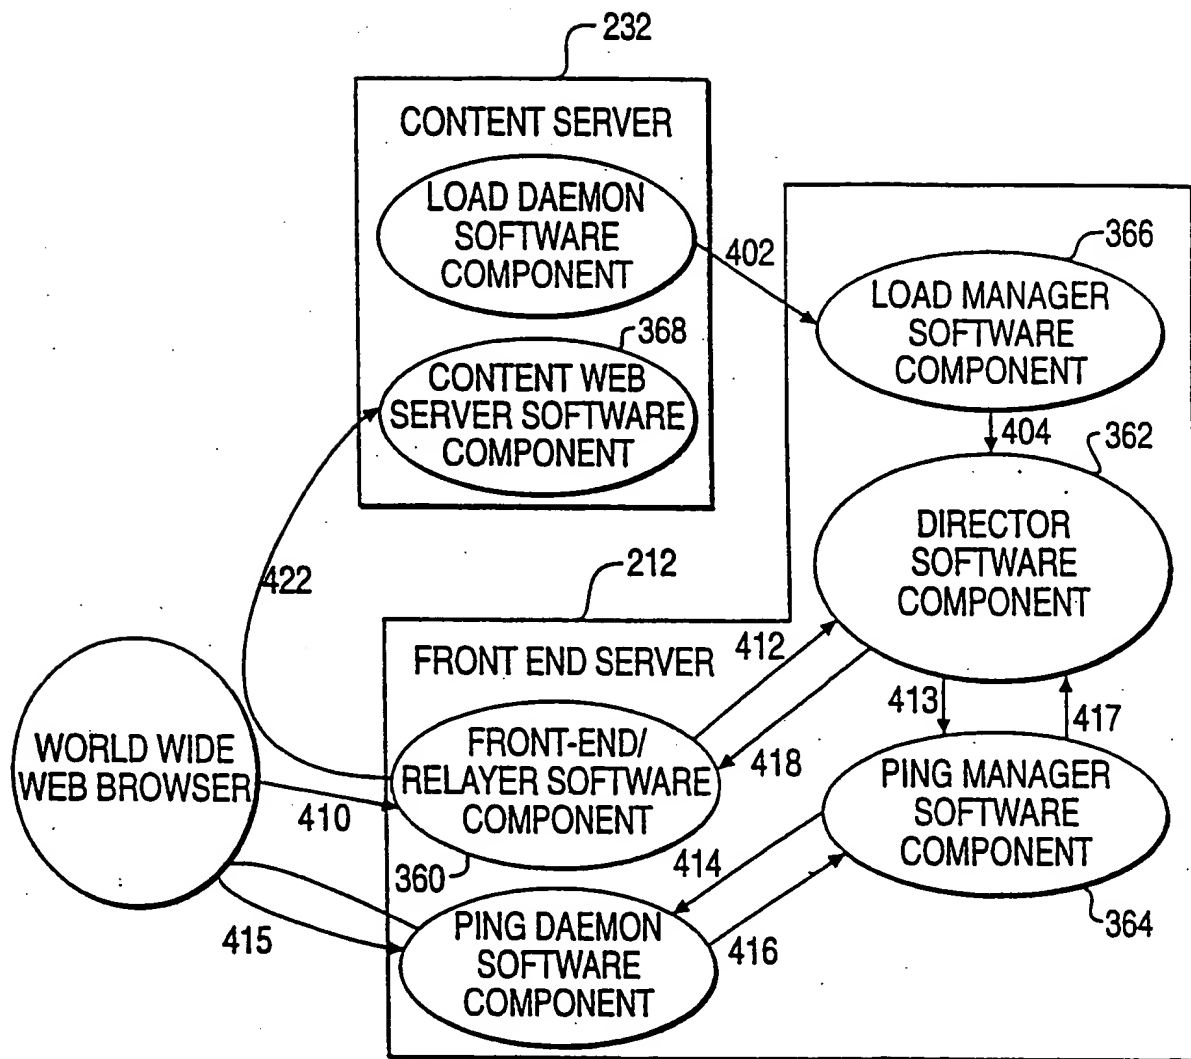 232
CONTENT SERVER
LOAD DAEMON
SOFTWARE
COMPONENT
402
366
LOAD MANAGER
SOFTWARE
COMPONENT
368
CONTENT WEB
SERVER SOFTWARE
COMPONENT
404
362
DIRECTOR
SOFTWARE
COMPONENT
422
212
FRONT END SERVER
412
413
417
WORLD WIDE
WEB BROWSER
410
FRONT-END/
RELAYER SOFTWARE
COMPONENT
418
360
PING MANAGER
SOFTWARE
COMPONENT
414
364
415
PING DAEMON
SOFTWARE
COMPONENT
416